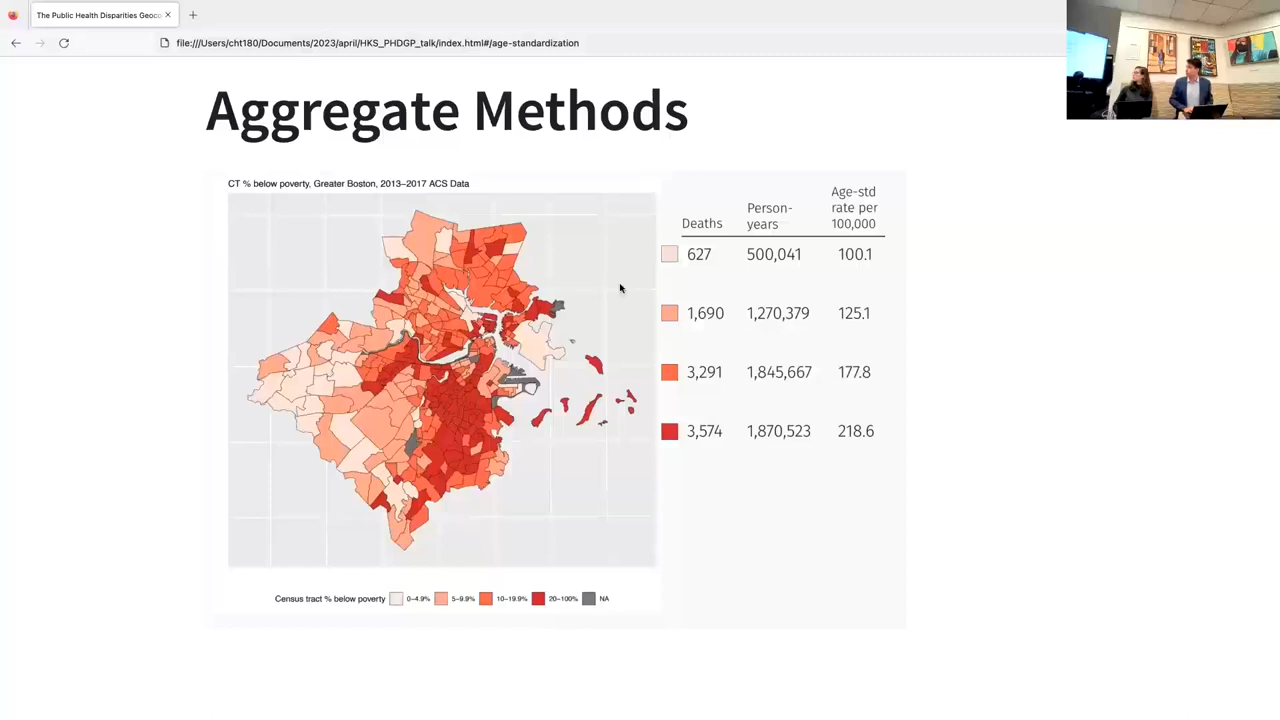 The Public Health Disparities Geoco
file:///Users/cht180/Documents/2023/april/HKS_PHDGP_talk/index.html#/age-standardization
Aggregate Methods
CT % below poverty, Greater Boston, 2013–2017 ACS Data
Deaths
Person-
years
Age-std
rate per
100,000
627 500,041 100.1
1,690 1,270,379 125.1
3,291 1,845,667 177.8
3,574 1,870,523 218.6
Census tract % below poverty 0–4.9% 5–9.9% 10–19.9% 20–100% NA